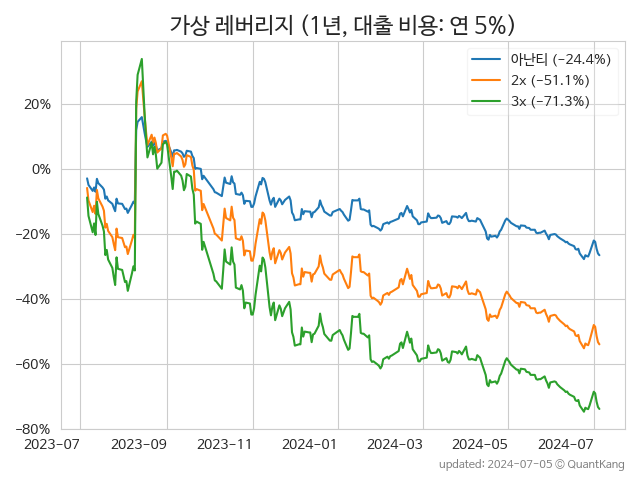 가상 레버리지 (1년, 대출 비용: 연 5%)
아난티 (-24.4%)
2x (-51.1%)
3x (-71.3%)
20%
0%
-20%
-40%
-60%
-80%
2023-07 2023-09 2023-11 2024-01 2024-03 2024-05 2024-07
updated: 2024-07-05 © QuantKang